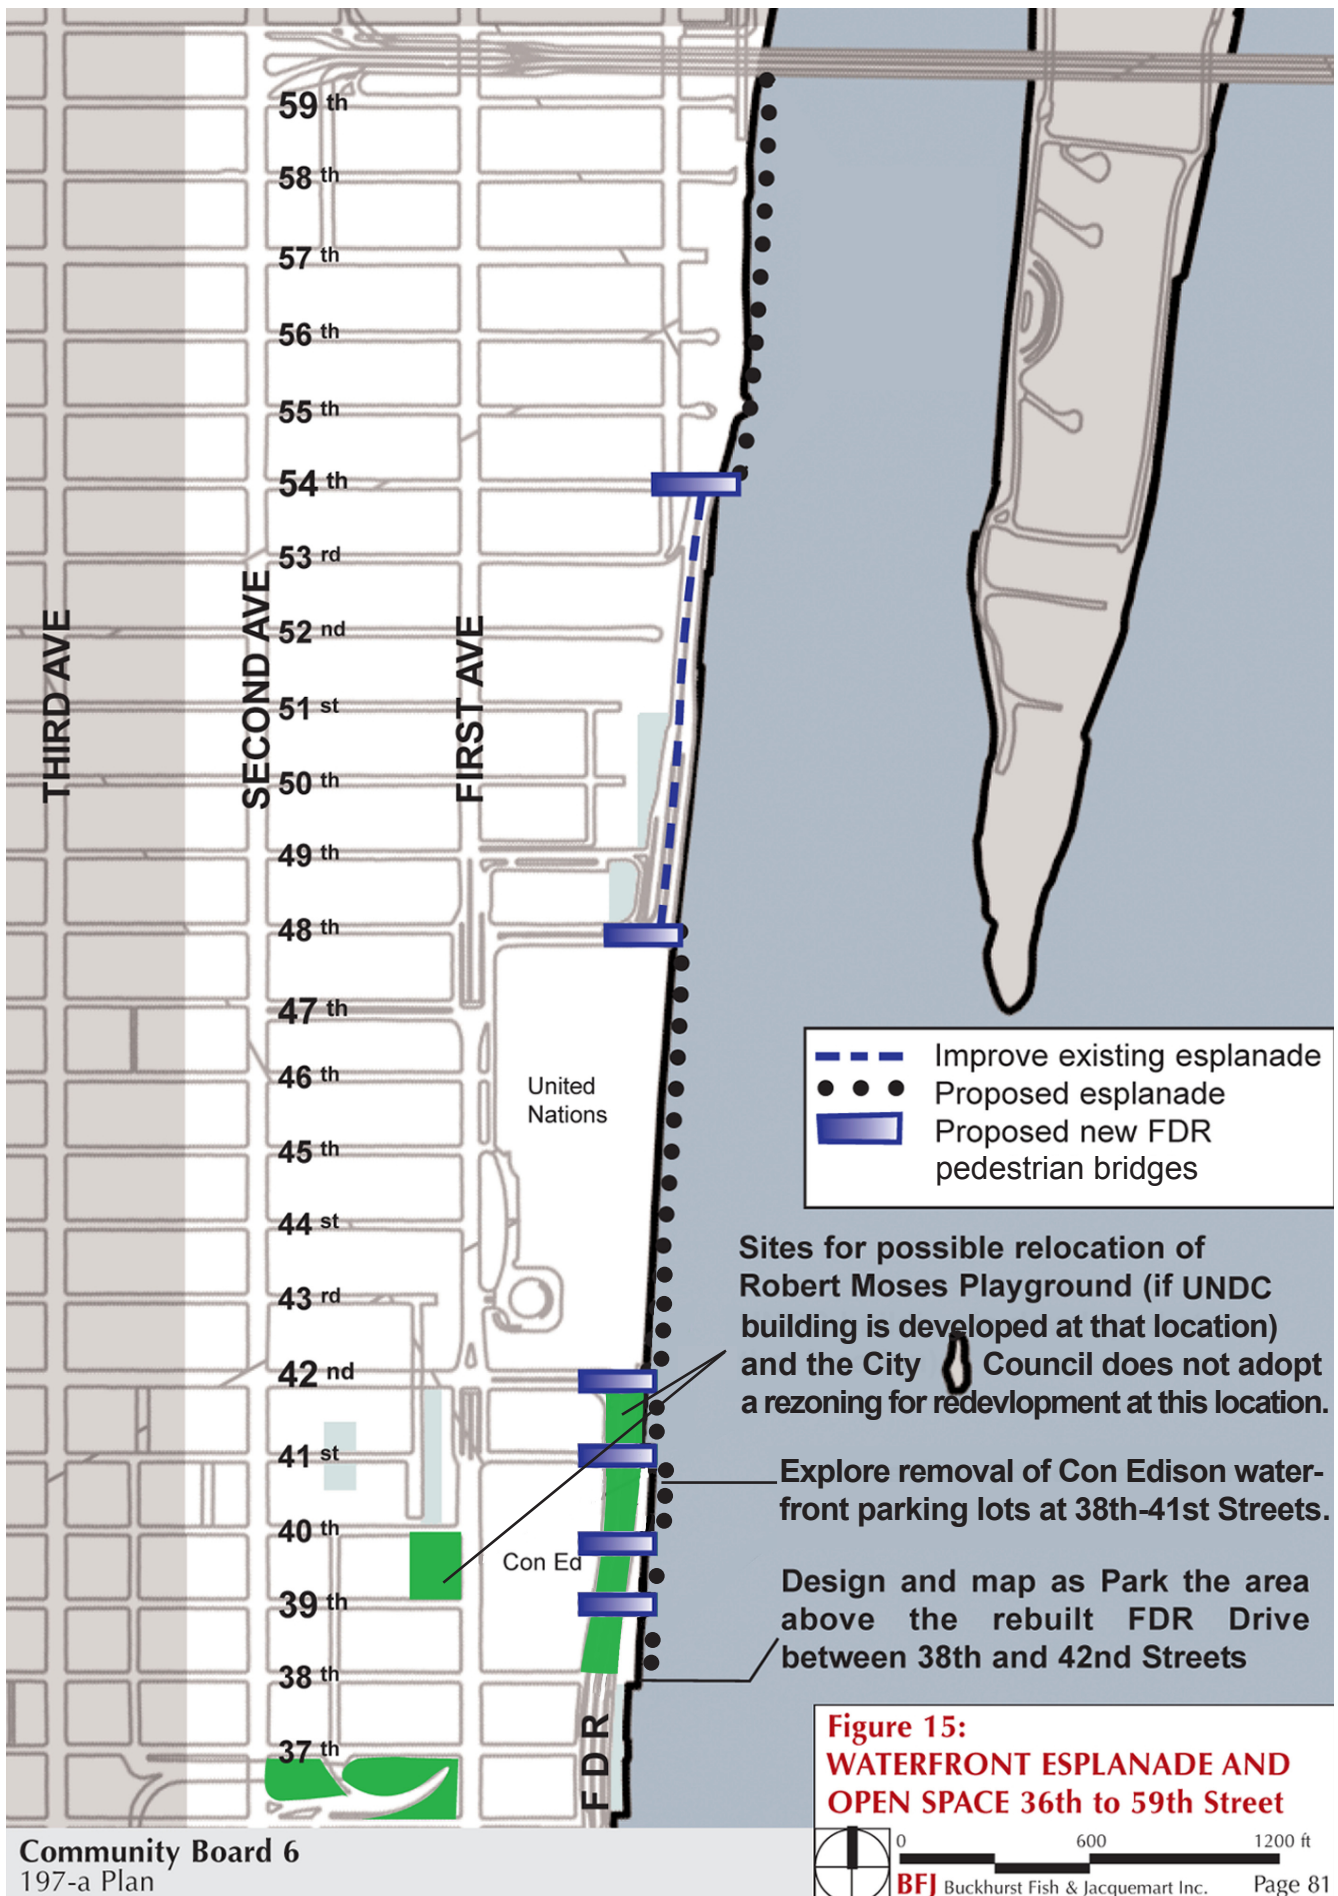 59 th
58 th
57 th
56 th
55 th
54 th
53 rd
52 nd
51 st
50 th
49 th
48 th
47 th
46 th
45 th
44 st
43 rd
42 nd
41 st
40 th
39 th
38 th
37 th
THIRD AVE
SECOND AVE
FIRST AVE
United
Nations
Con Ed
FDR
Improve existing esplanade
Proposed esplanade
Proposed new FDR
pedestrian bridges
Sites for possible relocation of
Robert Moses Playground (if UNDC
building is developed at that location)
and the City Council does not adopt
a rezoning for redevlopment at this location.
Explore removal of Con Edison water-
front parking lots at 38th-41st Streets.
Design and map as Park the area
above the rebuilt FDR Drive
between 38th and 42nd Streets
Figure 15:
WATERFRONT ESPLANADE AND
OPEN SPACE 36th to 59th Street
0 600 1200 ft
BFJ Buckhurst Fish & Jacquemart Inc. Page 81
Community Board 6
197-a Plan